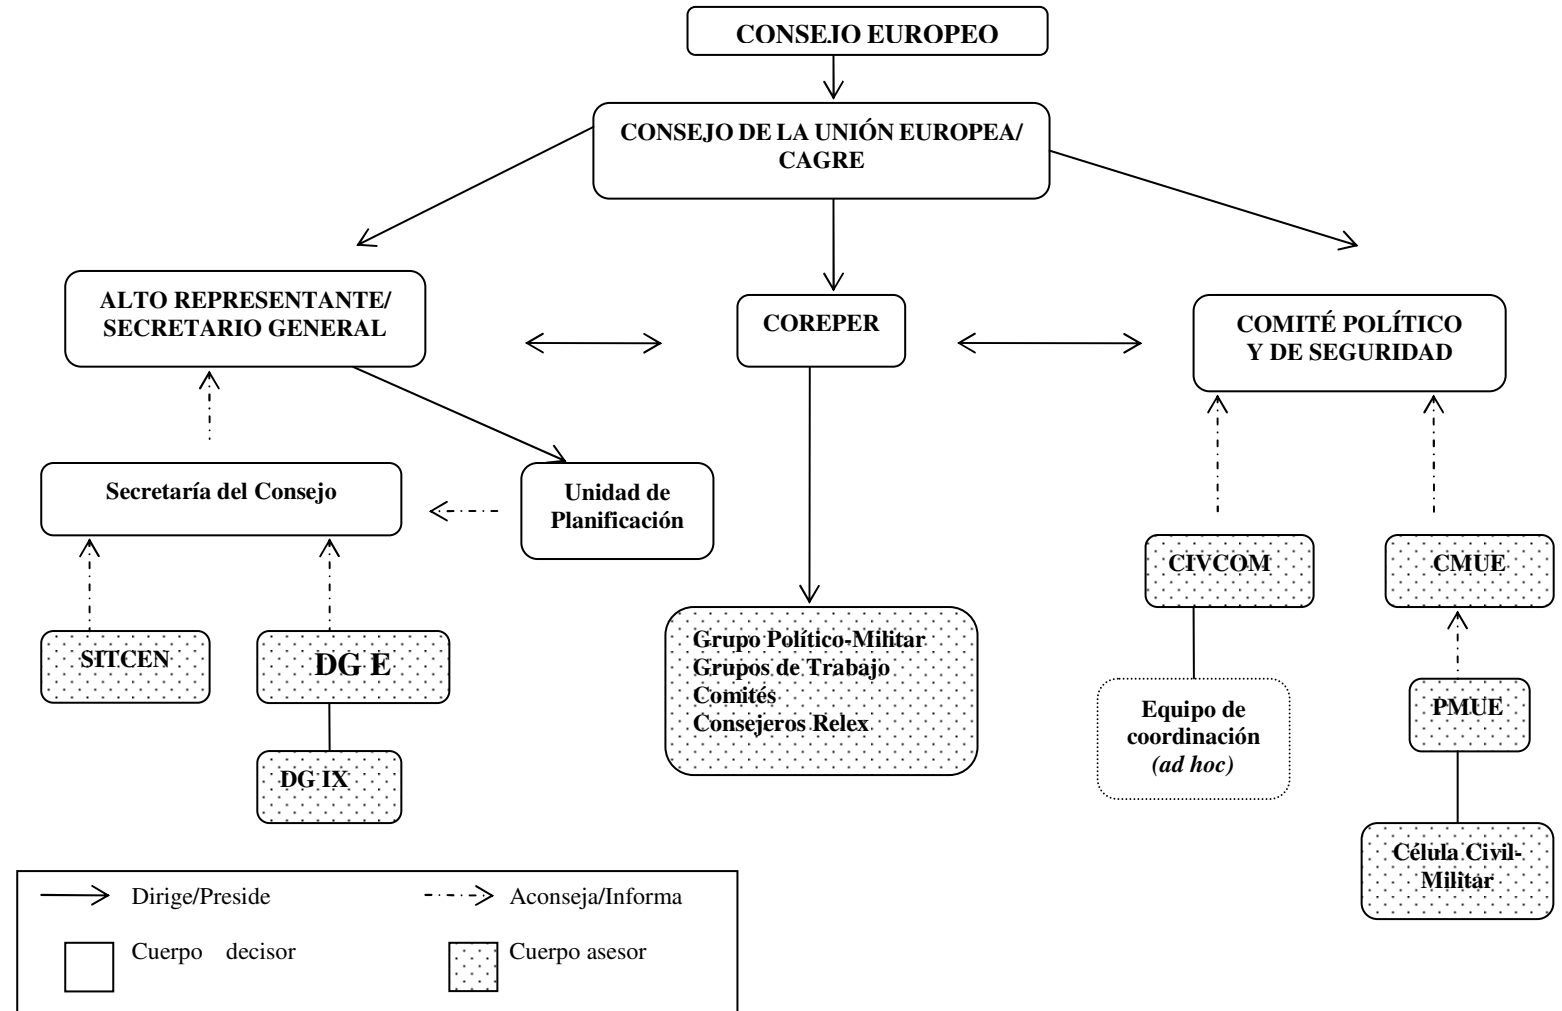 CONSEJO EUROPEO
CONSEJO DE LA UNIÓN EUROPEA/
CAGRE
ALTO REPRESENTANTE/
SECRETARIO GENERAL
COREPER
COMITÉ POLÍTICO
Y DE SEGURIDAD
Secretaría del Consejo
Unidad de
Planificación
CIVCOM
CMUE
SITCEN
DG E
Grupo Político-Militar
Grupos de Trabajo
Comités
Consejeros Relex
Equipo de
coordinación
(ad hoc)
PMUE
DG IX
Célula Civil-
Militar
Dirige/Preside
Aconseja/Informa
Cuerpo decisor
Cuerpo asesor